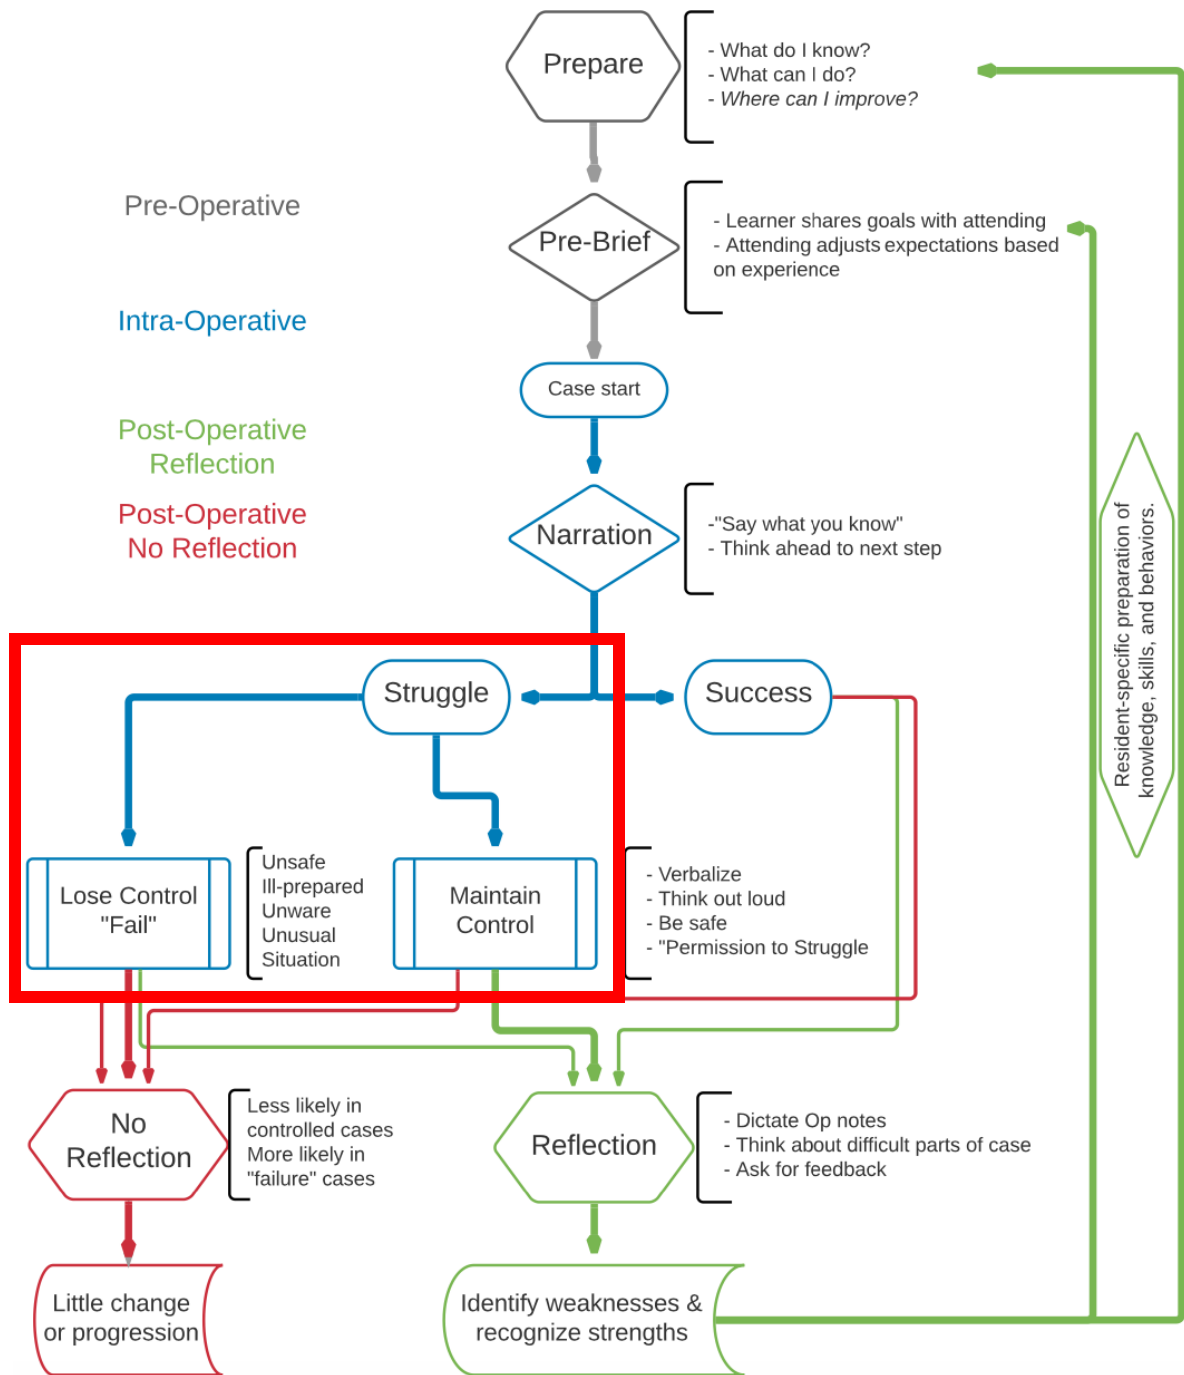 Prepare
- What do I know?
- What can I do?
- Where can I improve?
Pre-Operative
Pre-Brief
- Learner shares goals with attending
- Attending adjusts expectations based
on experience
Intra-Operative
Case start
Post-Operative
Reflection
Post-Operative
No Reflection
Narration
-"Say what you know"
- Think ahead to next step
Resident-specific preparation of
knowledge, skills, and behaviors.
Struggle
Success
Lose Control
"Fail"
Unsafe
Ill-prepared
Unware
Unusual
Situation
Maintain
Control
- Verbalize
- Think out loud
- Be safe
- "Permission to Struggle
No
Reflection
Less likely in
controlled cases
More likely in
"failure" cases
Reflection
- Dictate Op notes
- Think about difficult parts of case
- Ask for feedback
Little change
or progression
Identify weaknesses &
recognize strengths